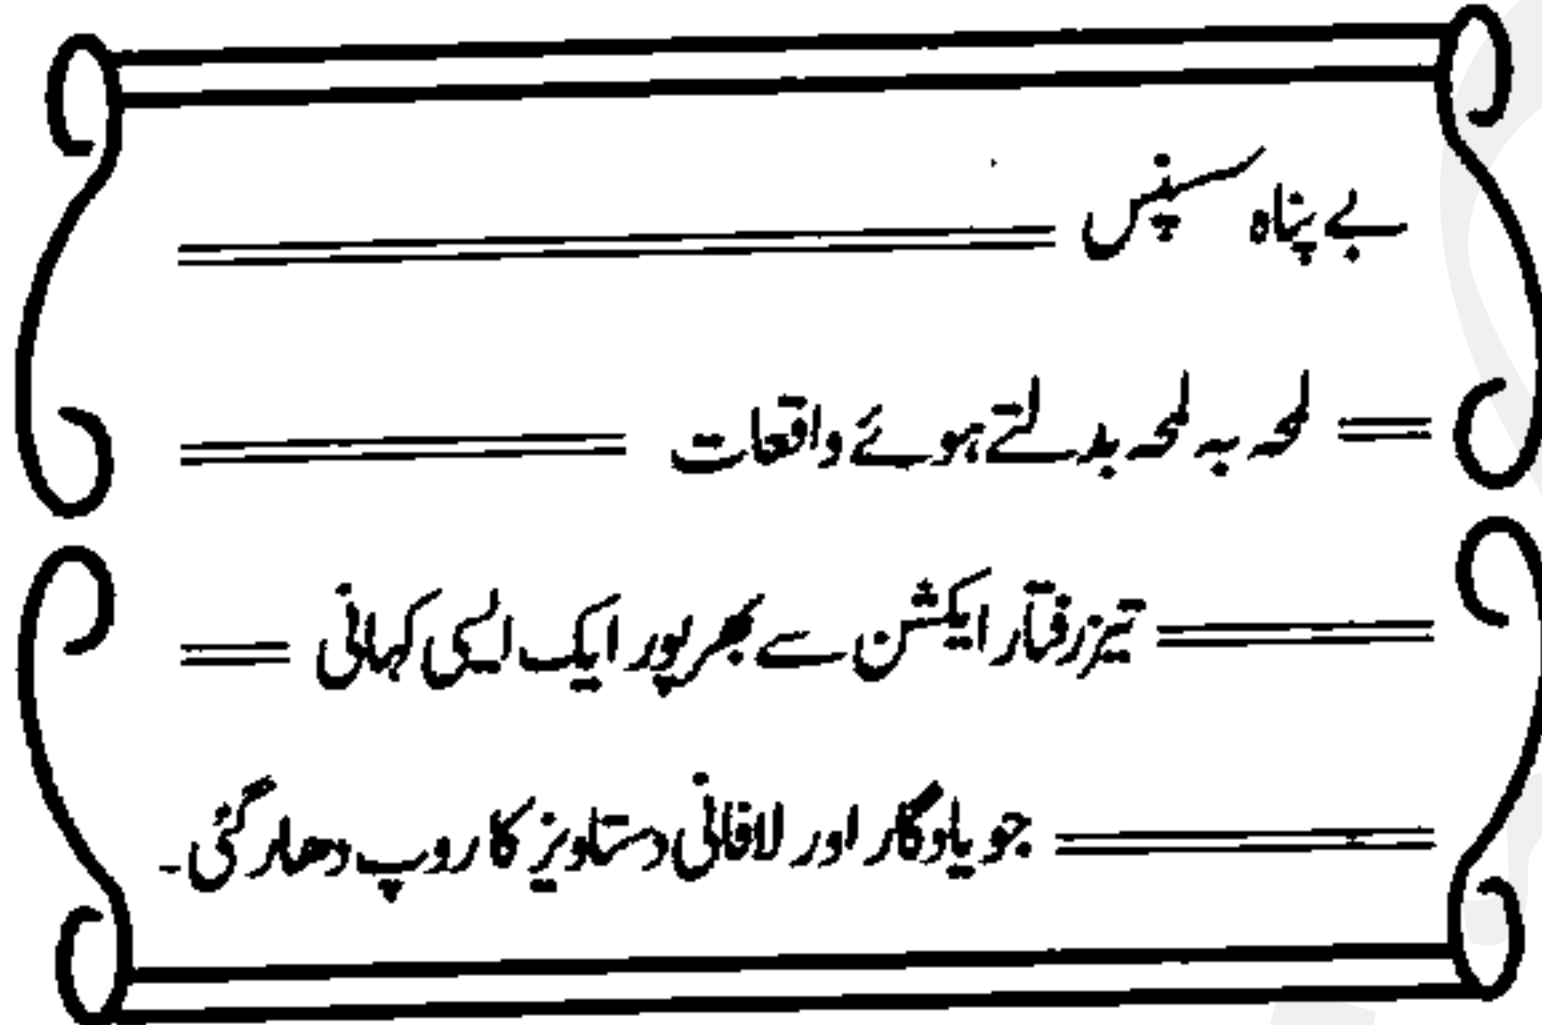 بے پناہ سسپنس
لمحہ بہ لمحہ بدلتے ہوئے واقعات
تیز رفتار ایکشن سے بھرپور ایک ایسی کہانی
جو یادگار اور لافانی دستاویز کا روپ دھار گئی۔